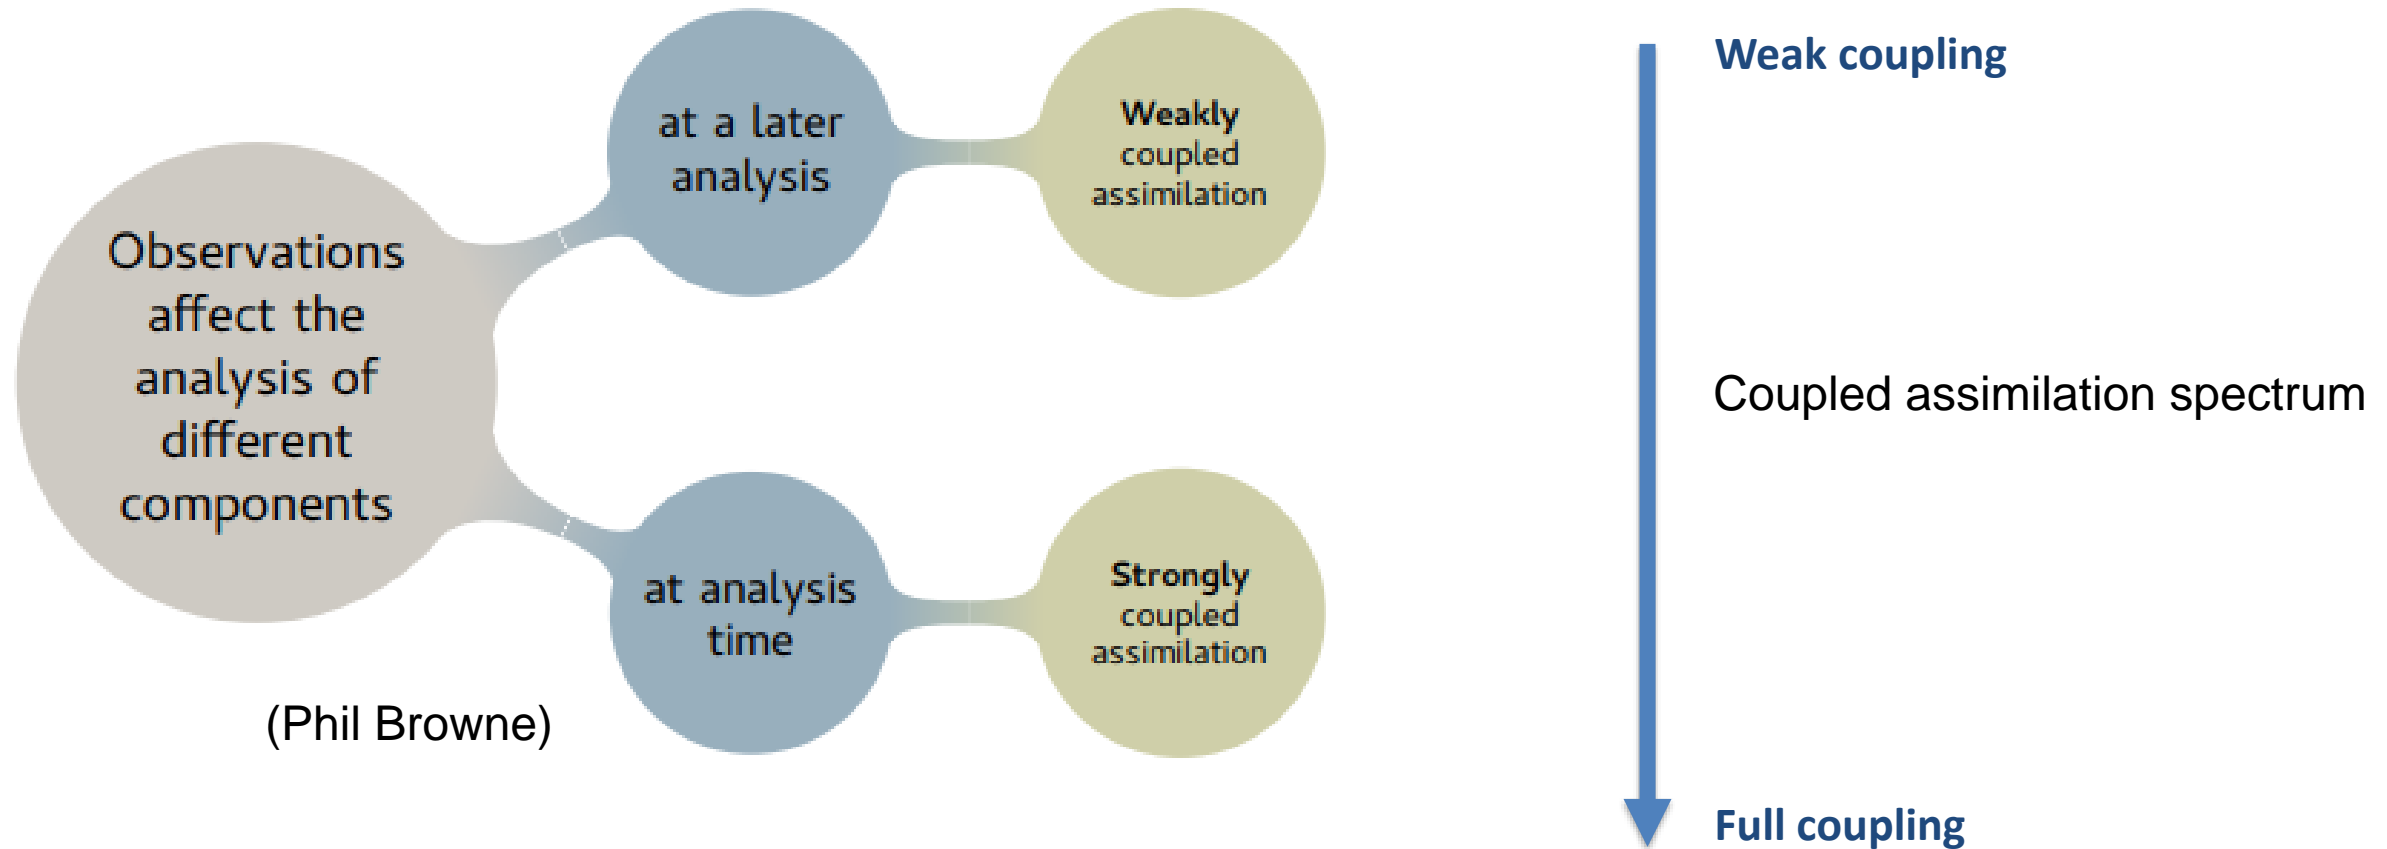 Observations
affect the
analysis of
different
components
at a later
analysis
Weakly
coupled
assimilation
at analysis
time
Strongly
coupled
assimilation
(Phil Browne)
Weak coupling
Coupled assimilation spectrum
Full coupling